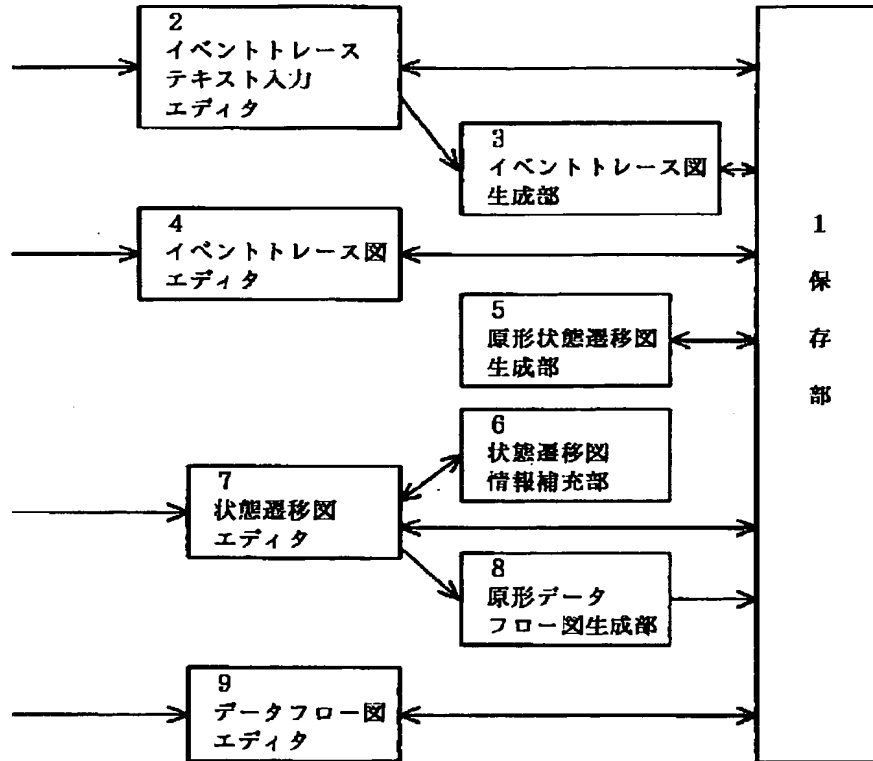 2
イベントトレース
テキスト入力
エディタ
3
イベントトレース図
生成部
4
イベントトレース図
エディタ
5
原形状態遷移図
生成部
6
状態遷移図
情報補充部
7
状態遷移図
エディタ
8
原形データ
フロー図生成部
9
データフロー図
エディタ
1
保
存
部